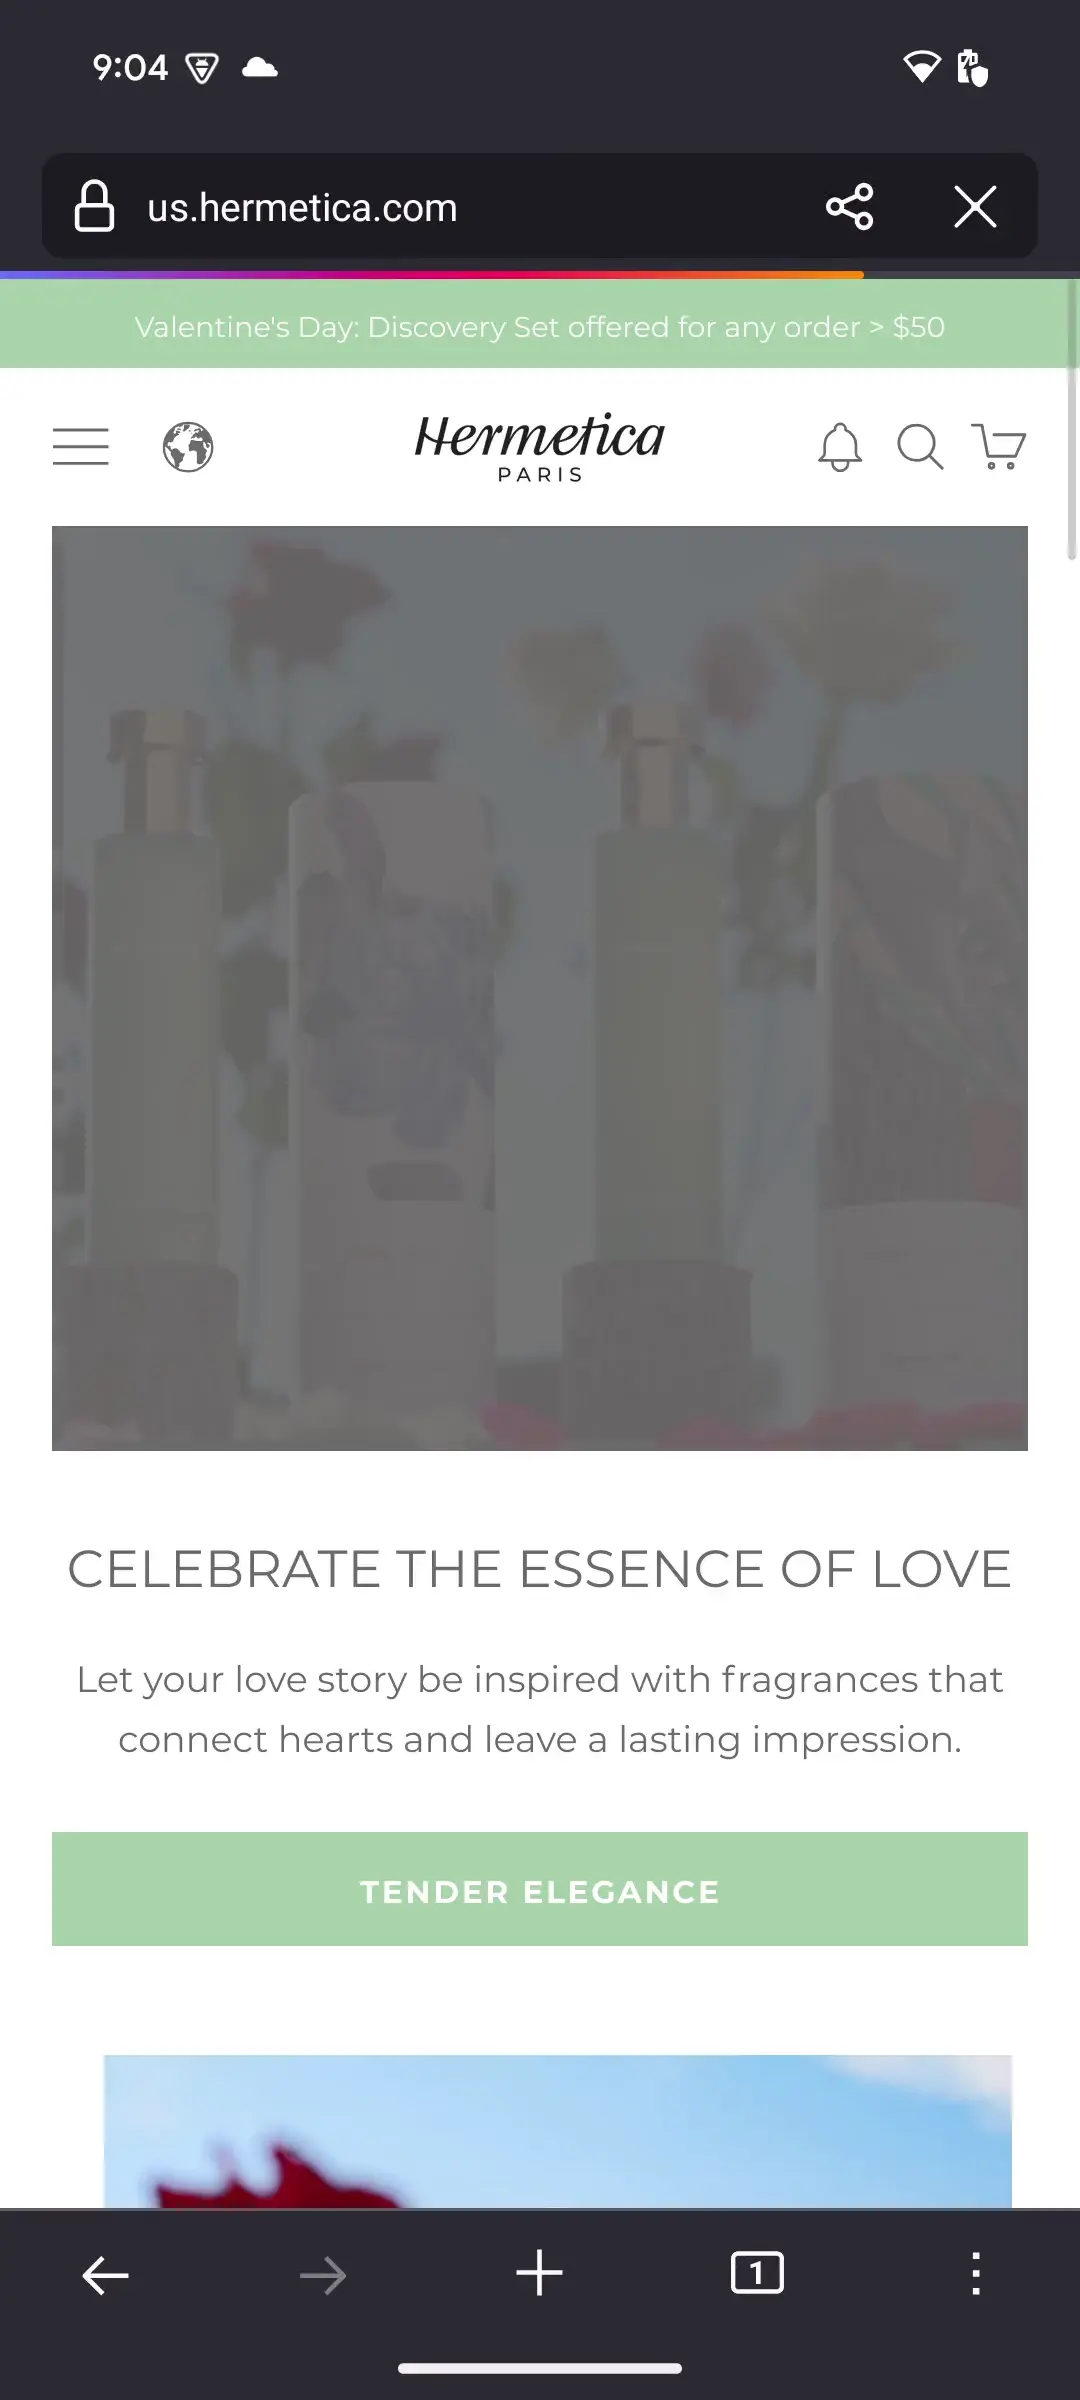 9:04
us.hermetica.com
Valentine's Day: Discovery Set offered for any order > $50
Hermetica
PARIS
CELEBRATE THE ESSENCE OF LOVE
Let your love story be inspired with fragrances that
connect hearts and leave a lasting impression.
TENDER ELEGANCE
1